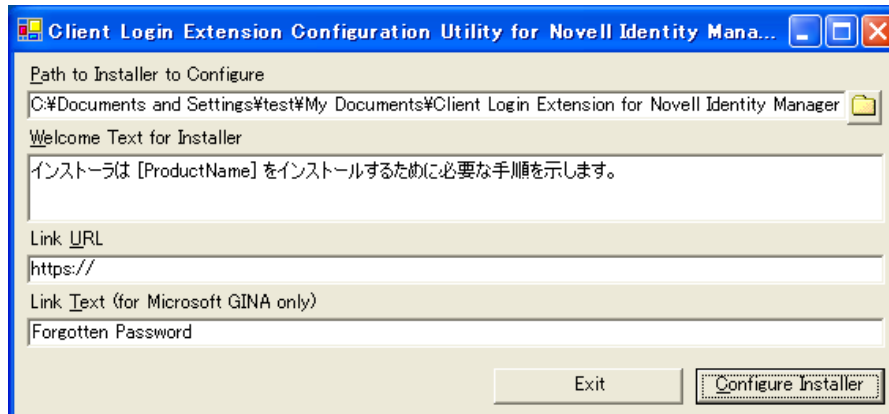 Client Login Extension Configuration Utility for Novell Identity Mana...
Path to Installer to Configure
C:¥Documents and Settings¥test¥My Documents¥Client Login Extension for Novell Identity Manager
Welcome Text for Installer
インストーラは [ProductName] をインストールするために必要な手順を示します。
Link URL
https://
Link Text (for Microsoft GINA only)
Forgotten Password
Exit
Configure Installer